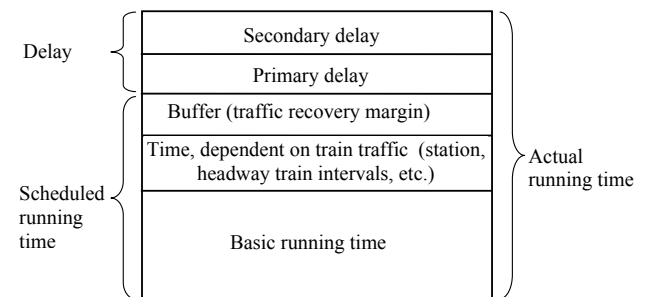 Delay
Secondary delay
Primary delay
Buffer (traffic recovery margin)
Time, dependent on train traffic (station,
headway train intervals, etc.)
Basic running time
Scheduled
running
time
Actual
running time